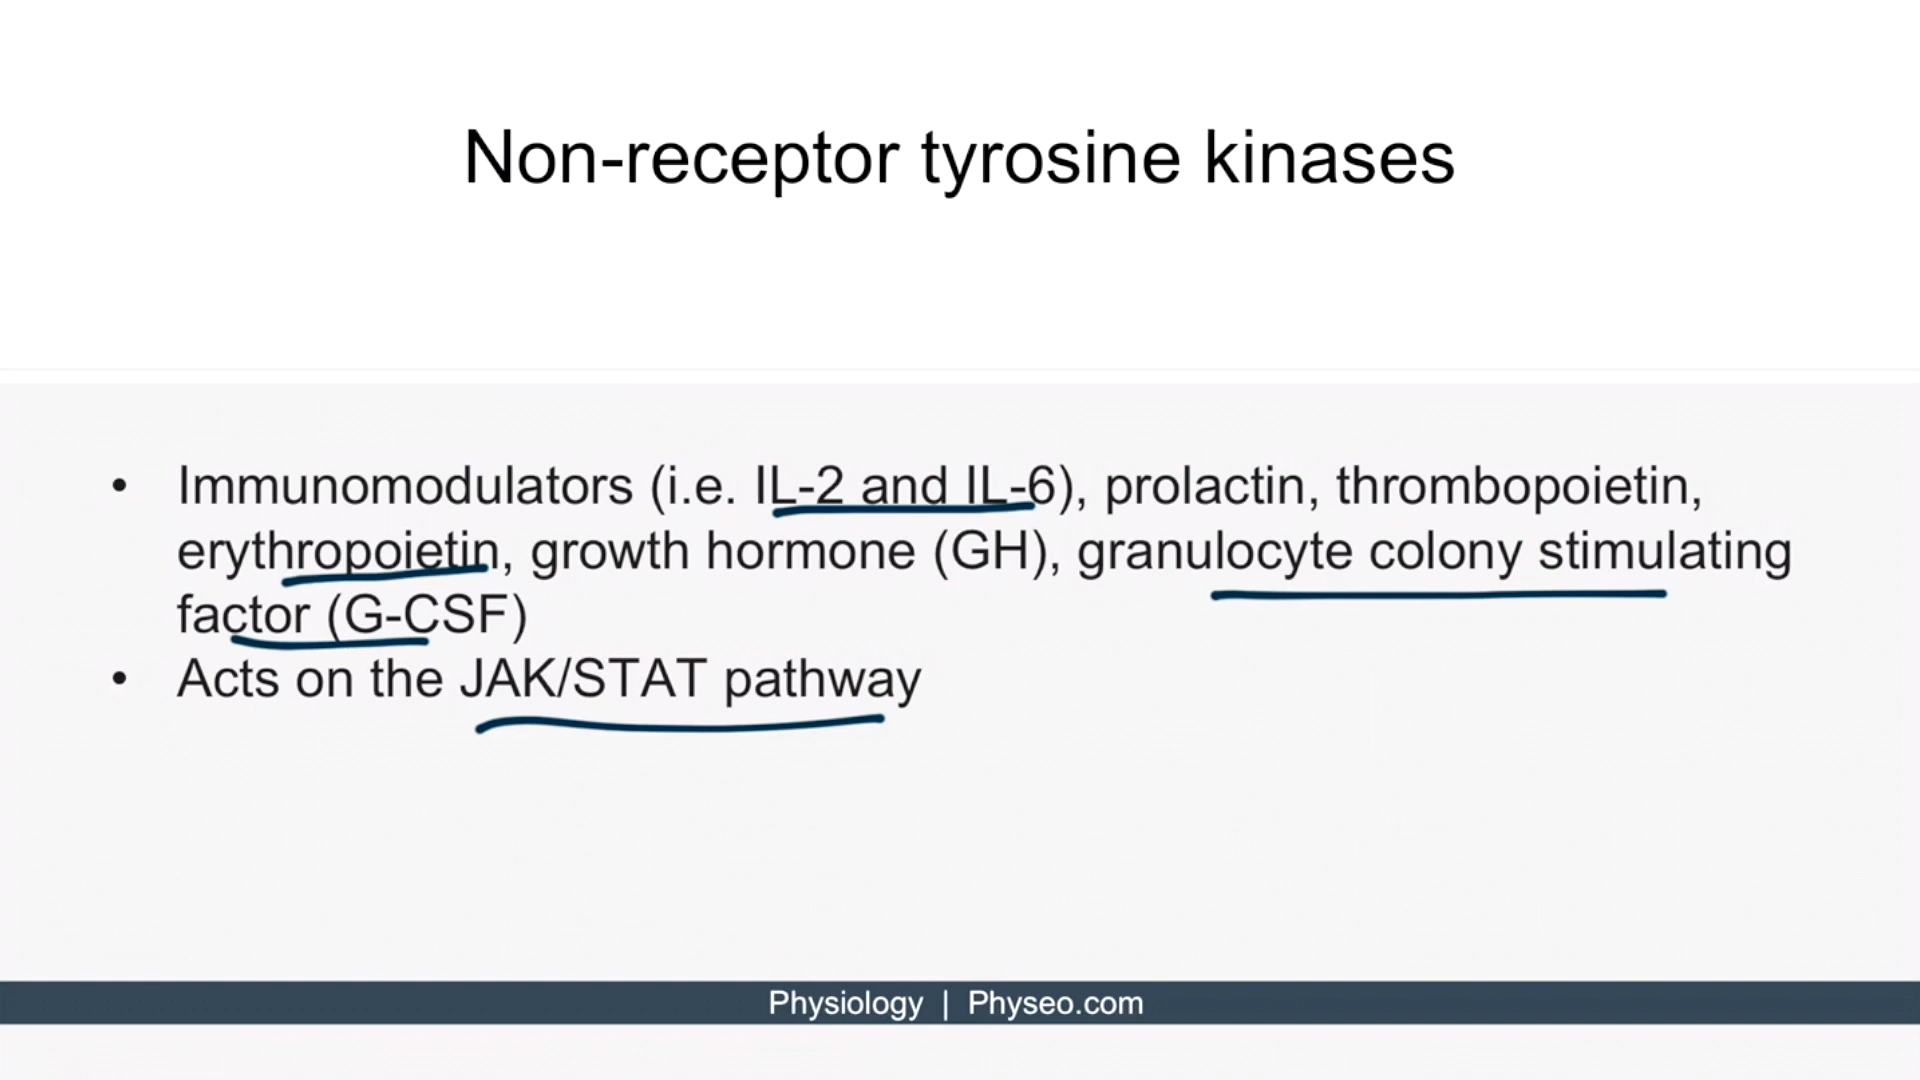 Non-receptor tyrosine kinases
• Immunomodulators (i.e. IL-2 and IL-6), prolactin, thrombopoietin,
erythropoietin, growth hormone (GH), granulocyte colony stimulating
factor (G-CSF)
• Acts on the JAK/STAT pathway
Physiology | Physeo.com